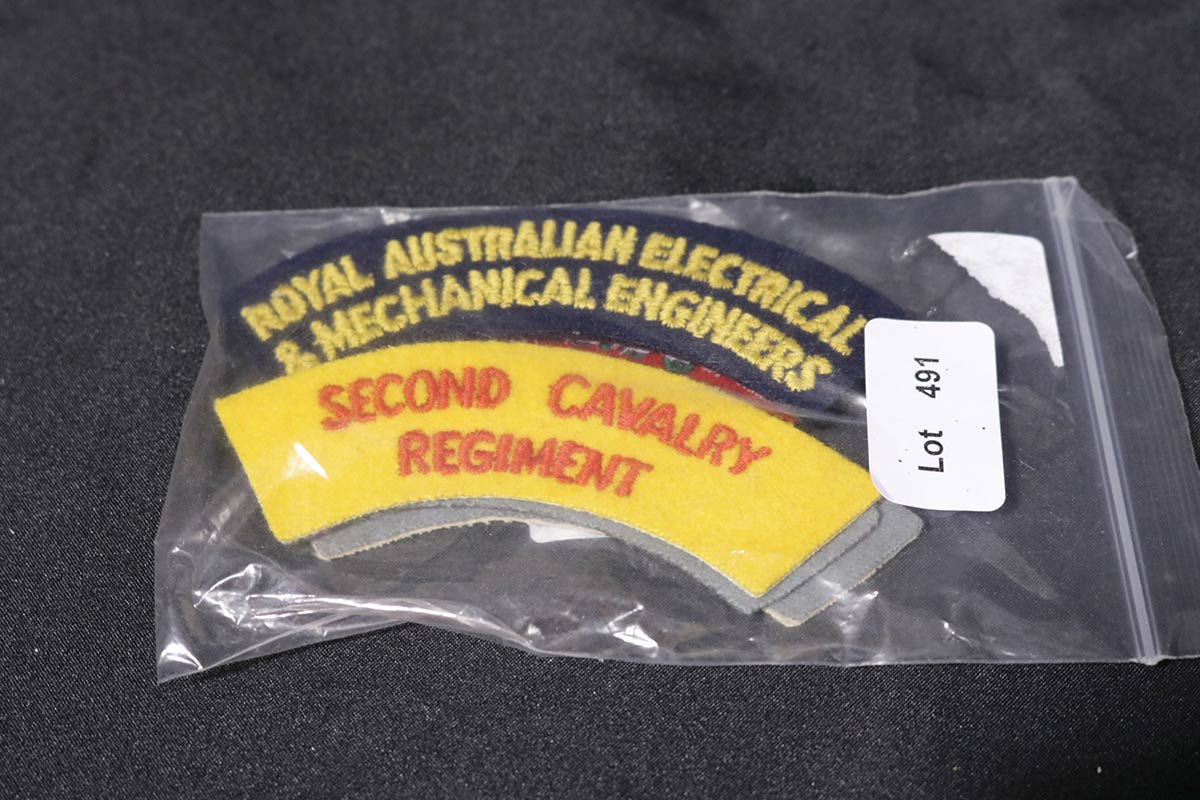 ROYAL AUSTRALIAN ELECTRICAL
& MECHANICAL ENGINEERS
SECOND CAVALRY
REGIMENT
Lot 491